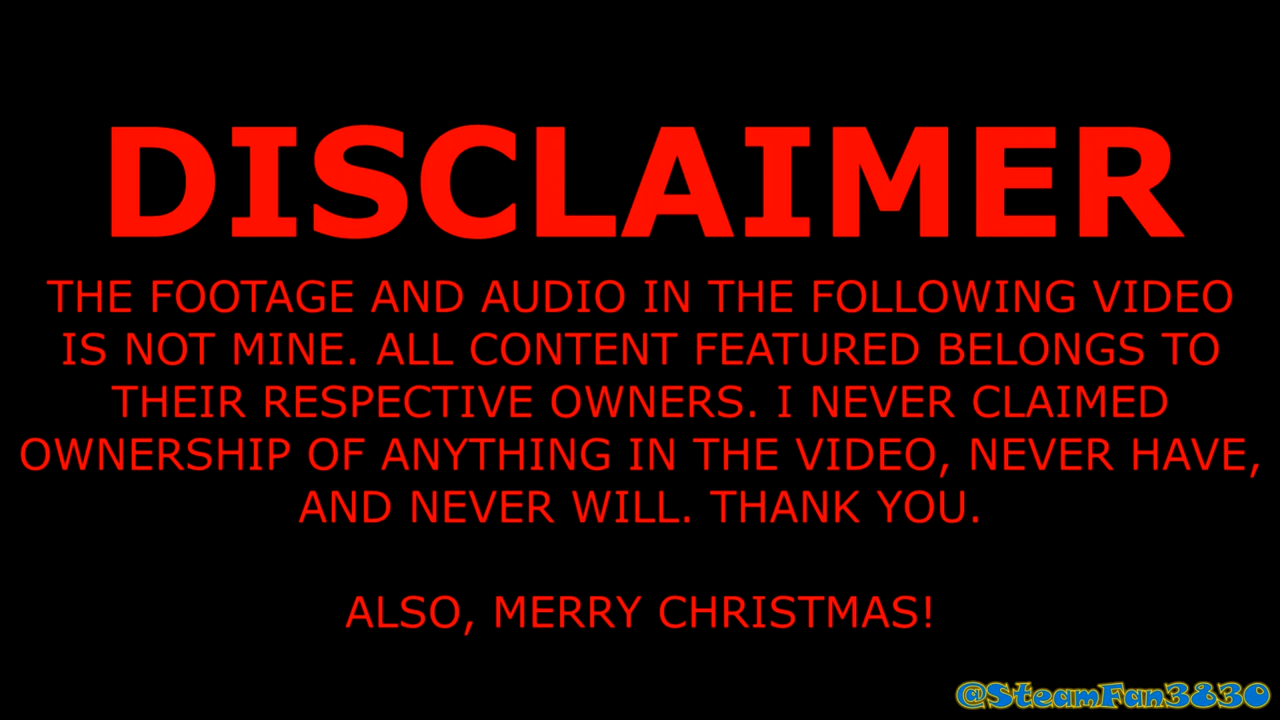 DISCLAIMER
THE FOOTAGE AND AUDIO IN THE FOLLOWING VIDEO
IS NOT MINE. ALL CONTENT FEATURED BELONGS TO
THEIR RESPECTIVE OWNERS. I NEVER CLAIMED
OWNERSHIP OF ANYTHING IN THE VIDEO, NEVER HAVE,
AND NEVER WILL. THANK YOU.
ALSO, MERRY CHRISTMAS!
@SteamFan3830